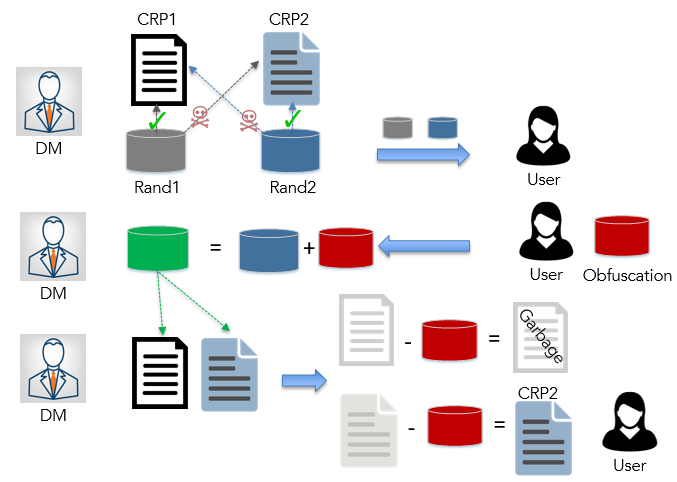 CRP1
CRP2
DM
Rand1
Rand2
User
DM
=
+
User
Obfuscation
DM
-
=
Garbage
-
=
CRP2
User